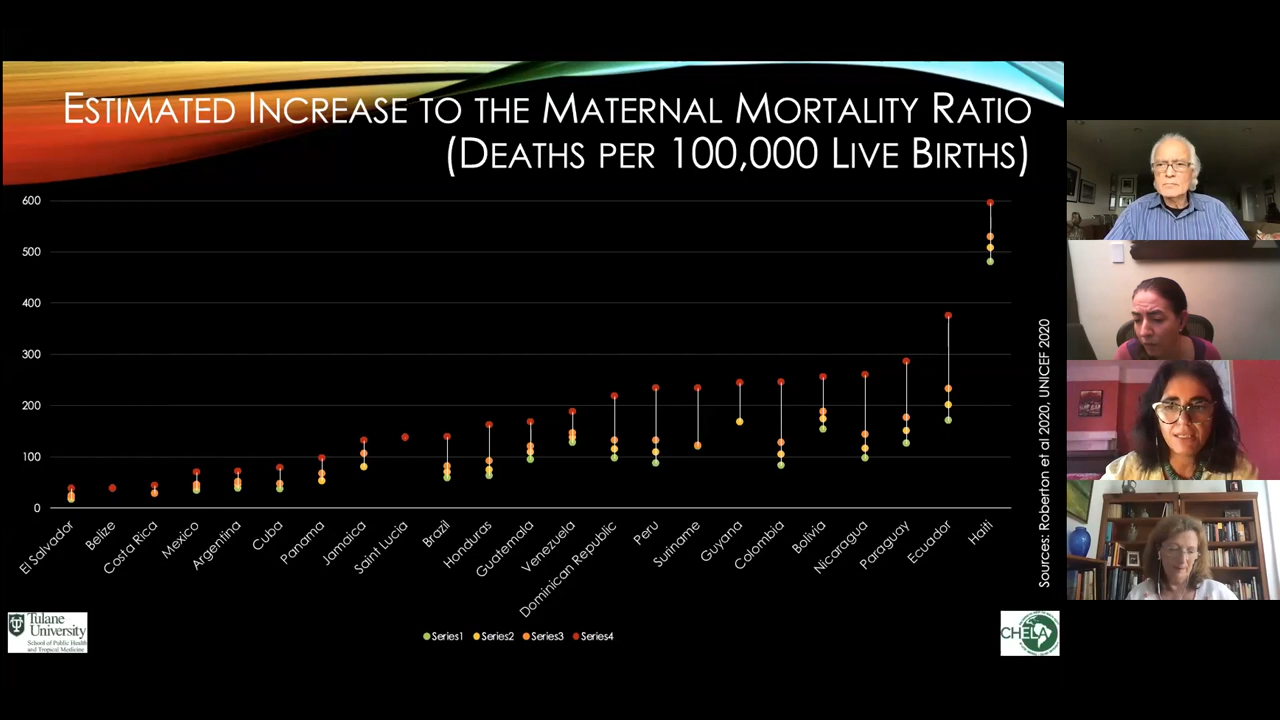 ESTIMATED INCREASE TO THE MATERNAL MORTALITY RATIO
(DEATHS PER 100,000 LIVE BIRTHS)
600
500
400
300
200
100
0
El Salvador
Belize
Costa Rica
Mexico
Argentina
Cuba
Panama
Jamaica
Saint Lucia
Brazil
Honduras
Guatemala
Venezuela
Dominican Republic
Peru
Suriname
Guyana
Colombia
Bolivia
Nicaragua
Paraguay
Ecuador
Haiti
Series1 Series2 Series3 Series4
Sources: Roberton et al 2020, UNICEF 2020
Tulane
University
School of Public Health
and Tropical Medicine
CHELA